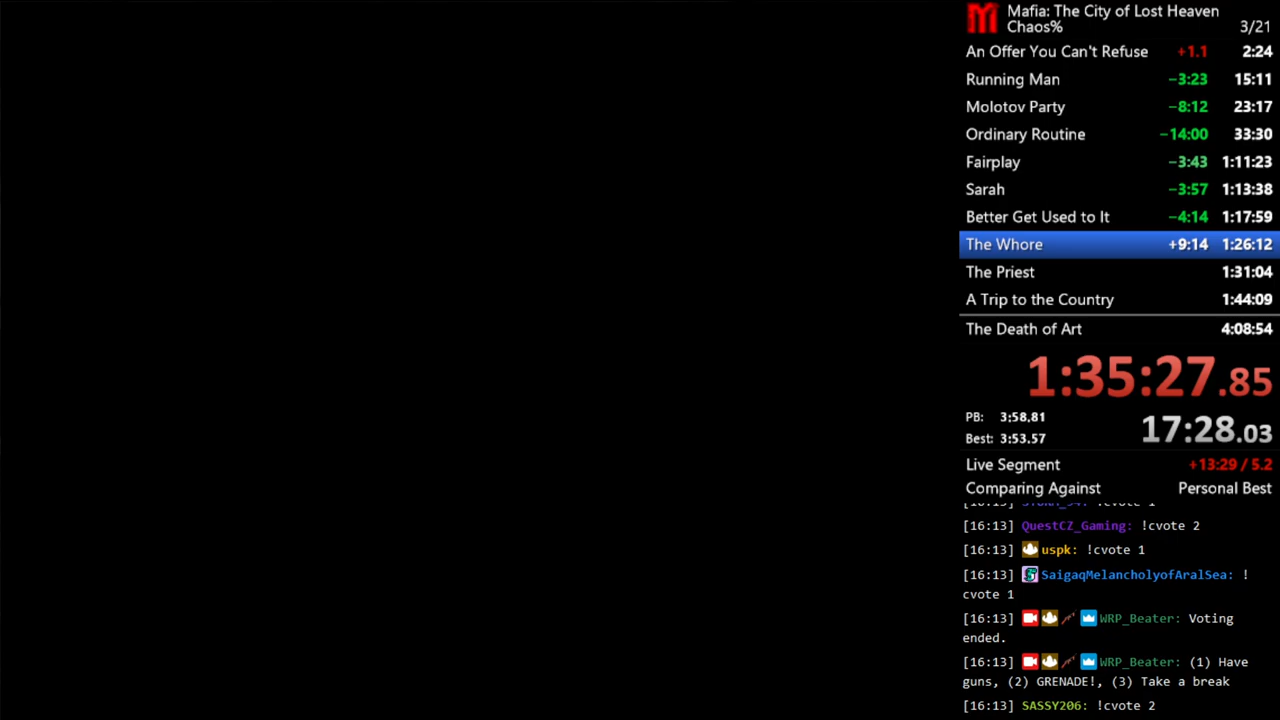 Mafia: The City of Lost Heaven
Chaos% 3/21
An Offer You Can't Refuse +1.1 2:24
Running Man −3:23 15:11
Molotov Party −8:12 23:17
Ordinary Routine −14:00 33:30
Fairplay −3:43 1:11:23
Sarah −3:57 1:13:38
Better Get Used to It −4:14 1:17:59
The Whore +9:14 1:26:12
The Priest 1:31:04
A Trip to the Country 1:44:09
The Death of Art 4:08:54
1:35:27.85
PB: 3:58.81
17:28.03
Best: 3:53.57
Live Segment +13:29 / 5.2
Comparing Against Personal Best
QuestCZ_Gaming: !cvote 2
[16:13] uspk: !cvote 1
[16:13] SaigaqMelancholyofAralSea: !
cvote 1
[16:13] WRP_Beater: Voting
ended.
[16:13] WRP_Beater: (1) Have
guns, (2) GRENADE!, (3) Take a break
[16:13] SASSY206: !cvote 2